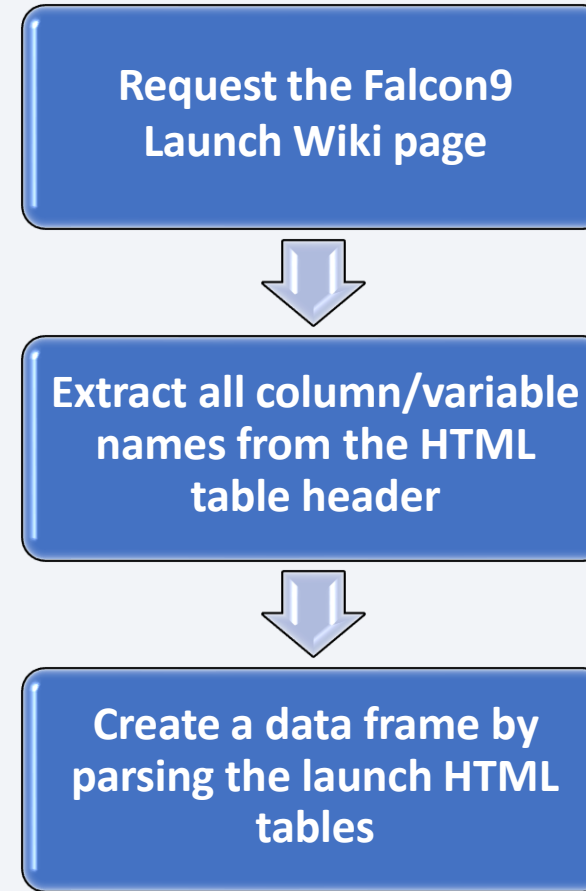 Request the Falcon9
Launch Wiki page
Extract all column/variable
names from the HTML
table header
Create a data frame by
parsing the launch HTML
tables